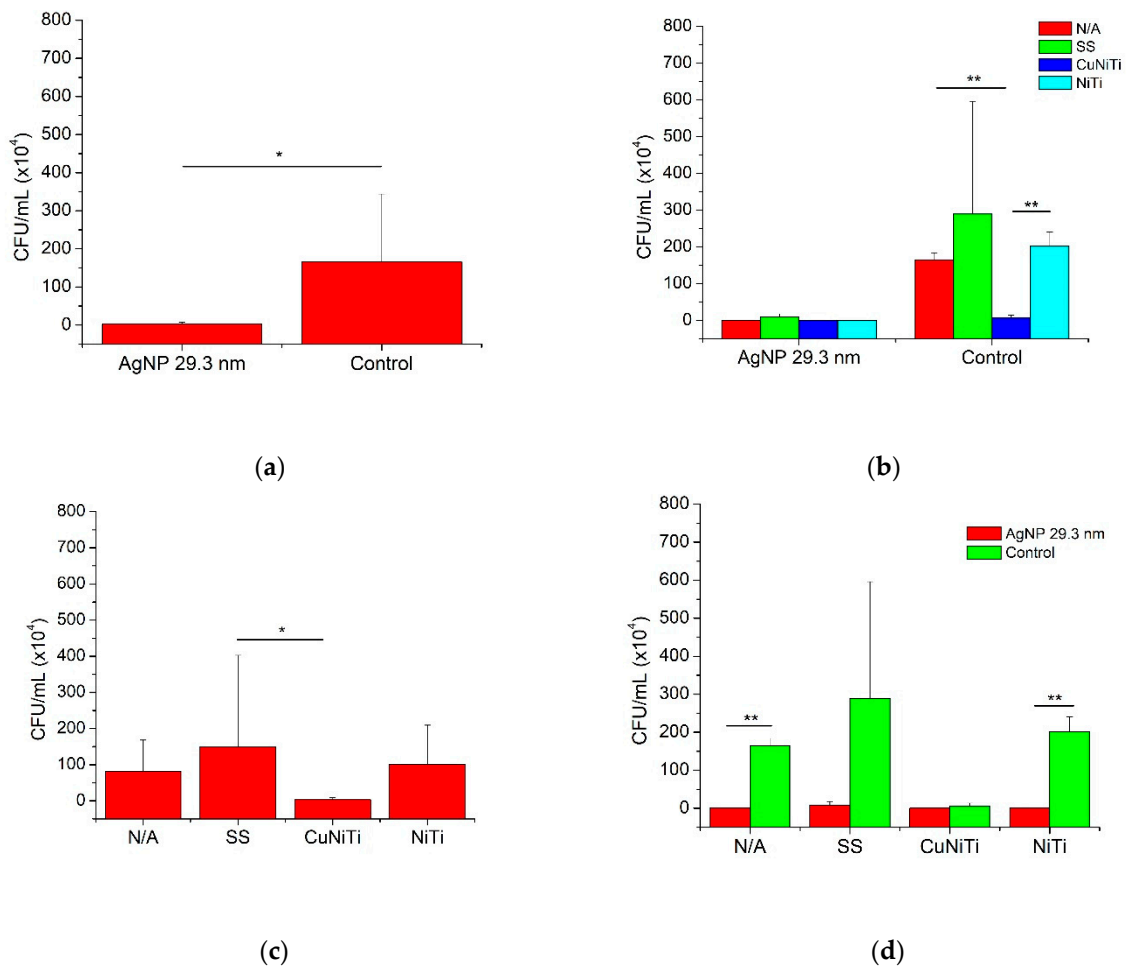 800
700
600
500
400
300
200
100
0
CFU/mL (x10⁴)
*
AgNP 29.3 nm Control
(a)
800
700
600
500
400
300
200
100
0
CFU/mL (x10⁴)
N/A
SS
CuNiTi
NiTi
**
**
AgNP 29.3 nm Control
(b)
800
700
600
500
400
300
200
100
0
CFU/mL (x10⁴)
*
N/A SS CuNiTi NiTi
(c)
800
700
600
500
400
300
200
100
0
CFU/mL (x10⁴)
AgNP 29.3 nm
Control
**
**
N/A SS CuNiTi NiTi
(d)